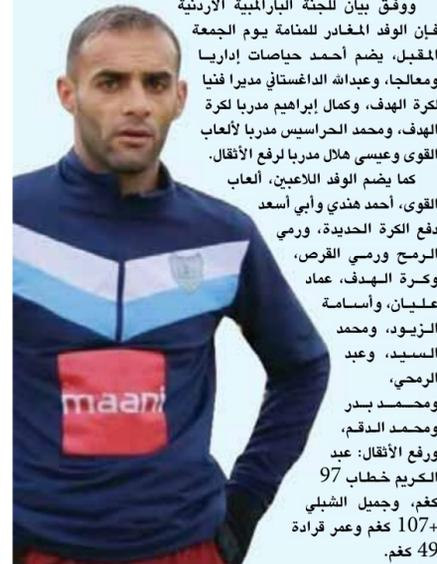 ووفق بيان للجنة البارالمبية الأردنية
فإن الوفد المغادر للمنامة يوم الجمعة
المقبل، يضم أحمد حياصات إداريا
ومعالجا، وعبدالله الداغستاني مديرا فنيا
لكرة الهدف، وكمال إبراهيم مدربا لكرة
الهدف، ومحمد الحراسيس مدربا لألعاب
القوى وعيسى هلال مدربا لرفع الأثقال.
كما يضم الوفد اللاعبين، ألعاب
القوى، أحمد هندي وأبي أسعد
دفع الكرة الحديدة، ورمي
الرمح ورمي القرص،
وكرة الهدف، عماد
عليان، وأسامة
الزيود، ومحمد
السيد، وعبد
الرمحي،
ومحمد بدر
ومحمد الدقم،
ورفع الأثقال: عبد
الكريم خطاب 97
كغم، وجميل الشبلي
+107 كغم وعمر قرادة
49 كغم.
maani